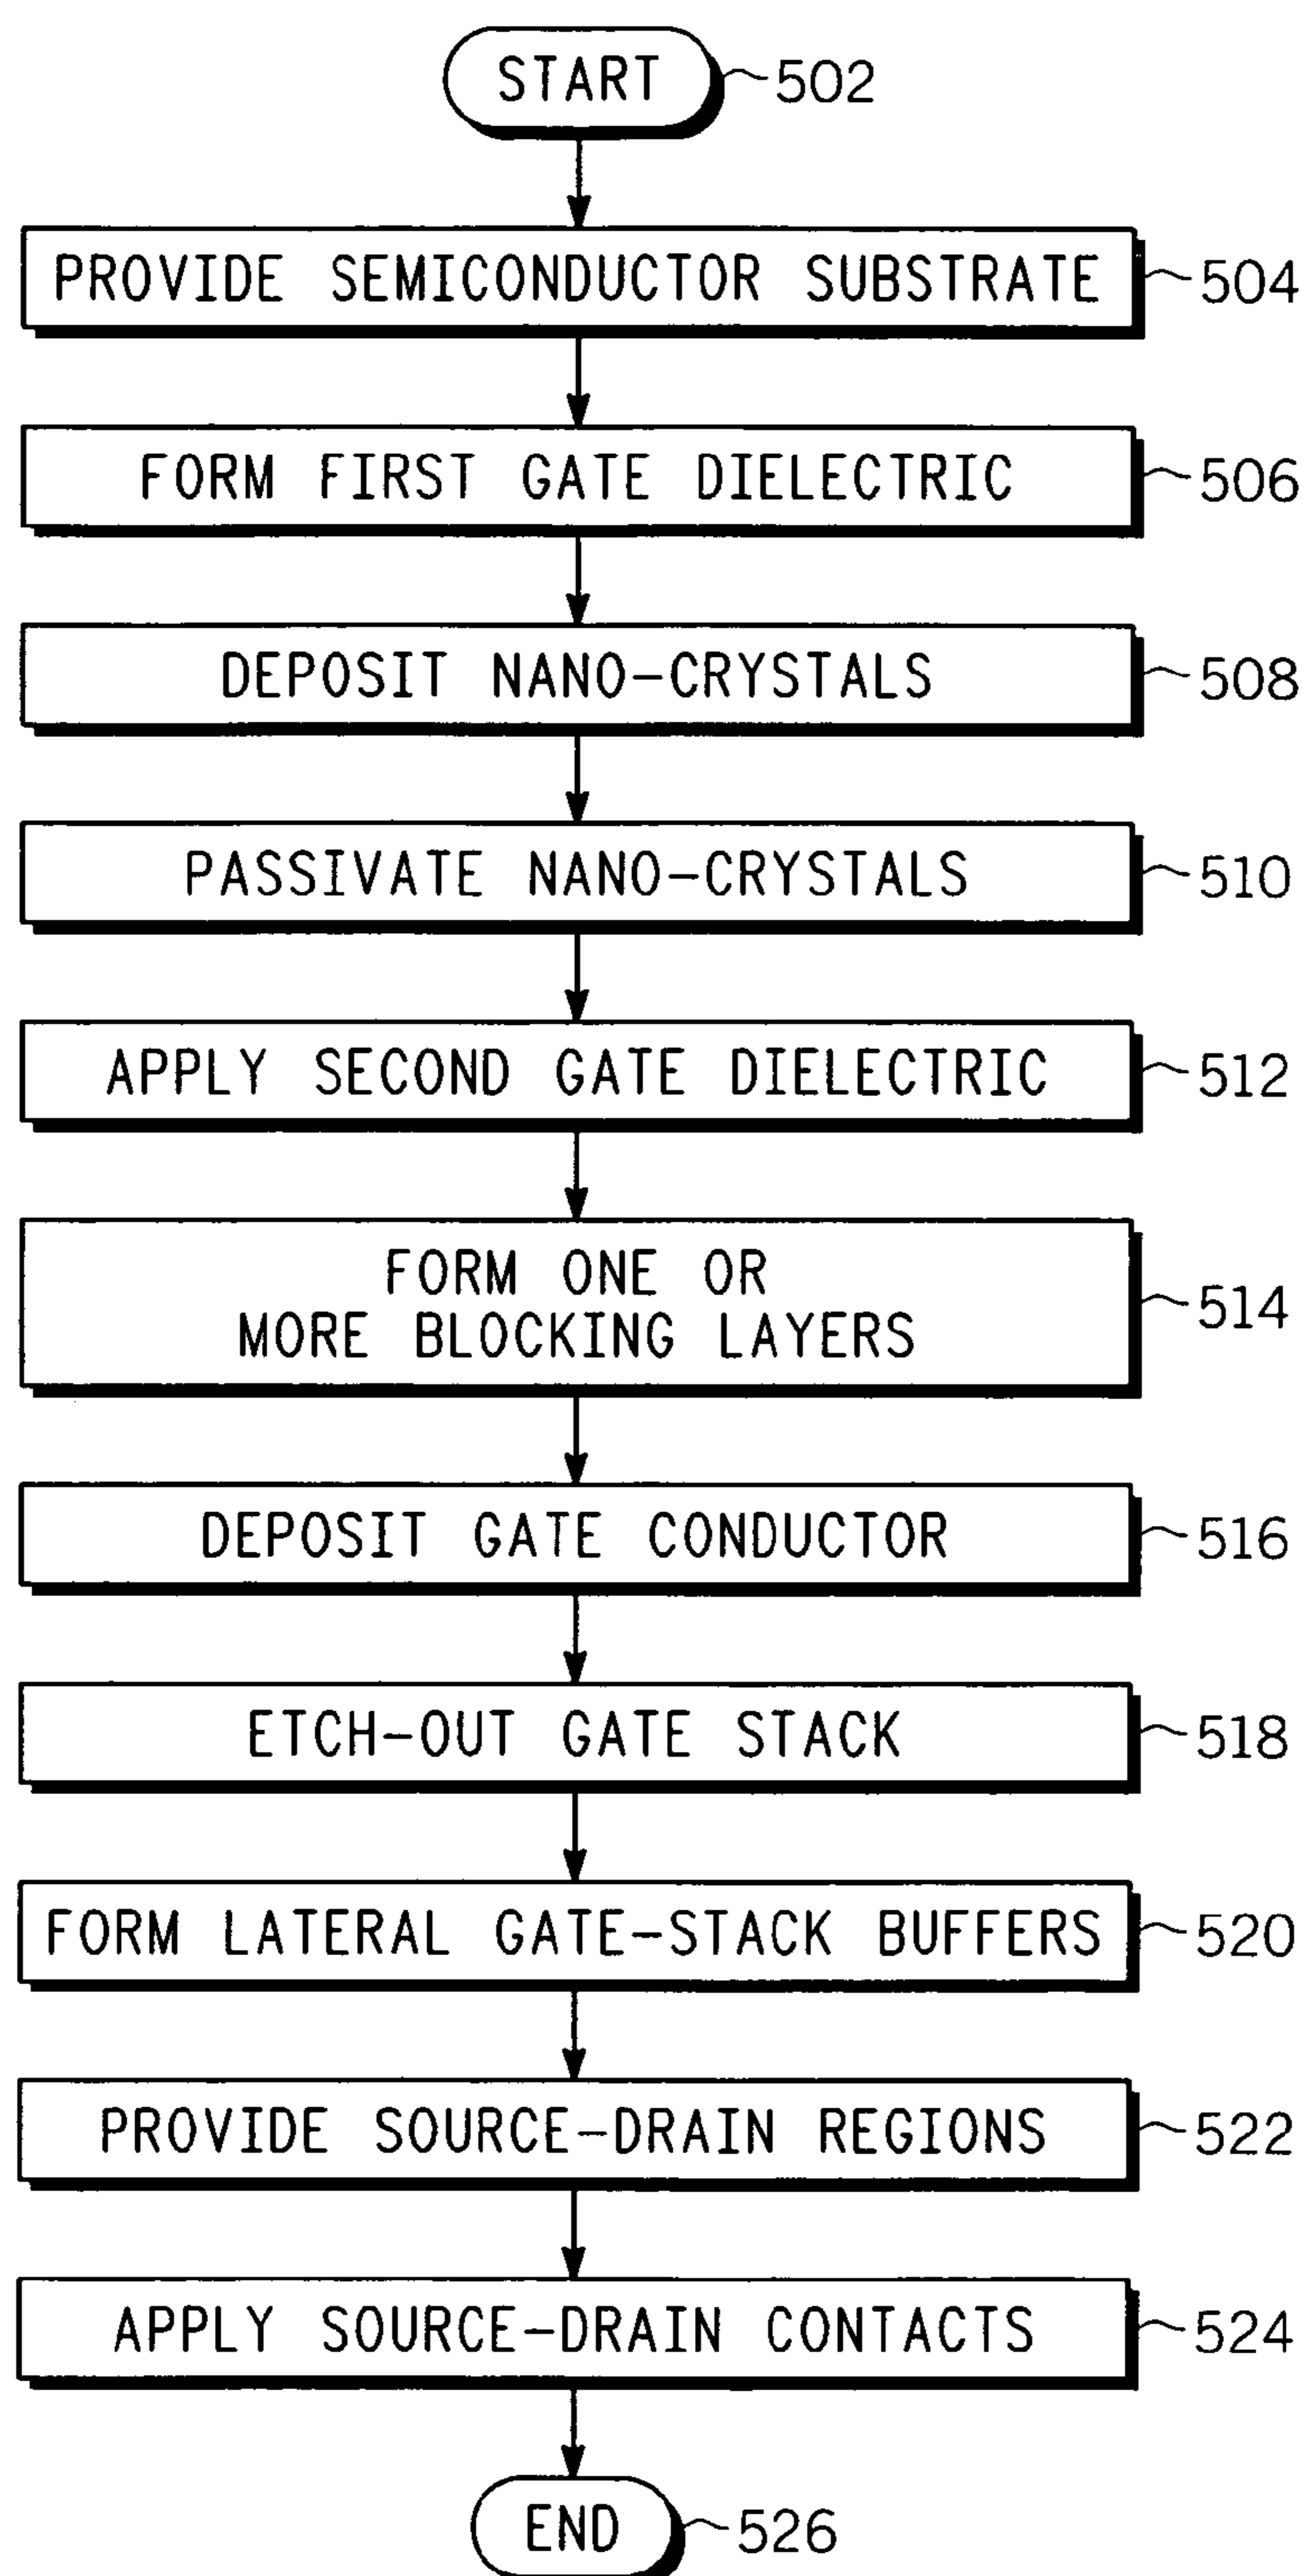 START
502
PROVIDE SEMICONDUCTOR SUBSTRATE
504
FORM FIRST GATE DIELECTRIC
506
DEPOSIT NANO-CRYSTALS
508
PASSIVATE NANO-CRYSTALS
510
APPLY SECOND GATE DIELECTRIC
512
FORM ONE OR
MORE BLOCKING LAYERS
514
DEPOSIT GATE CONDUCTOR
516
ETCH-OUT GATE STACK
518
FORM LATERAL GATE-STACK BUFFERS
520
PROVIDE SOURCE-DRAIN REGIONS
522
APPLY SOURCE-DRAIN CONTACTS
524
END
526